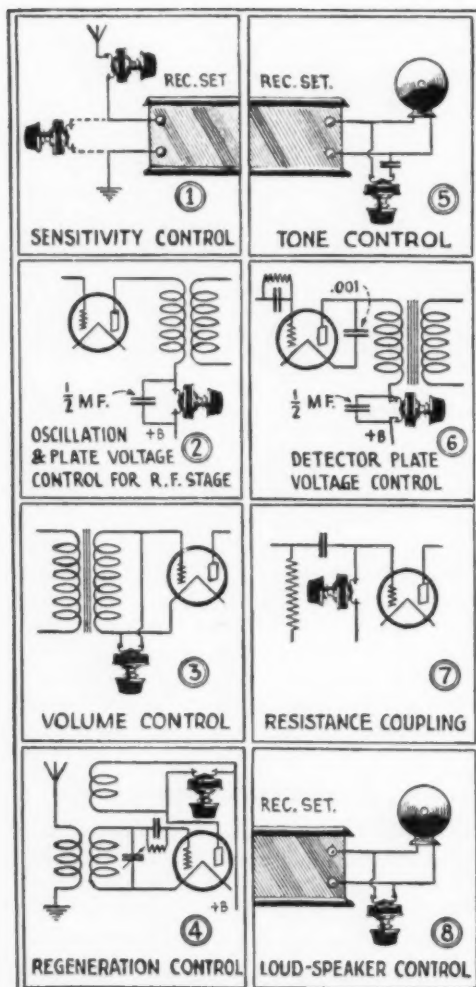 REC. SET
①
SENSITIVITY CONTROL
REC. SET.
⑤
TONE CONTROL
½ M.F.
+B
②
OSCILLATION
& PLATE VOLTAGE
CONTROL FOR R.F. STAGE
.001
½ M.F.
+B
⑥
DETECTOR PLATE
VOLTAGE CONTROL
③
VOLUME CONTROL
⑦
RESISTANCE COUPLING
+B
④
REGENERATION CONTROL
REC. SET.
⑧
LOUD-SPEAKER CONTROL